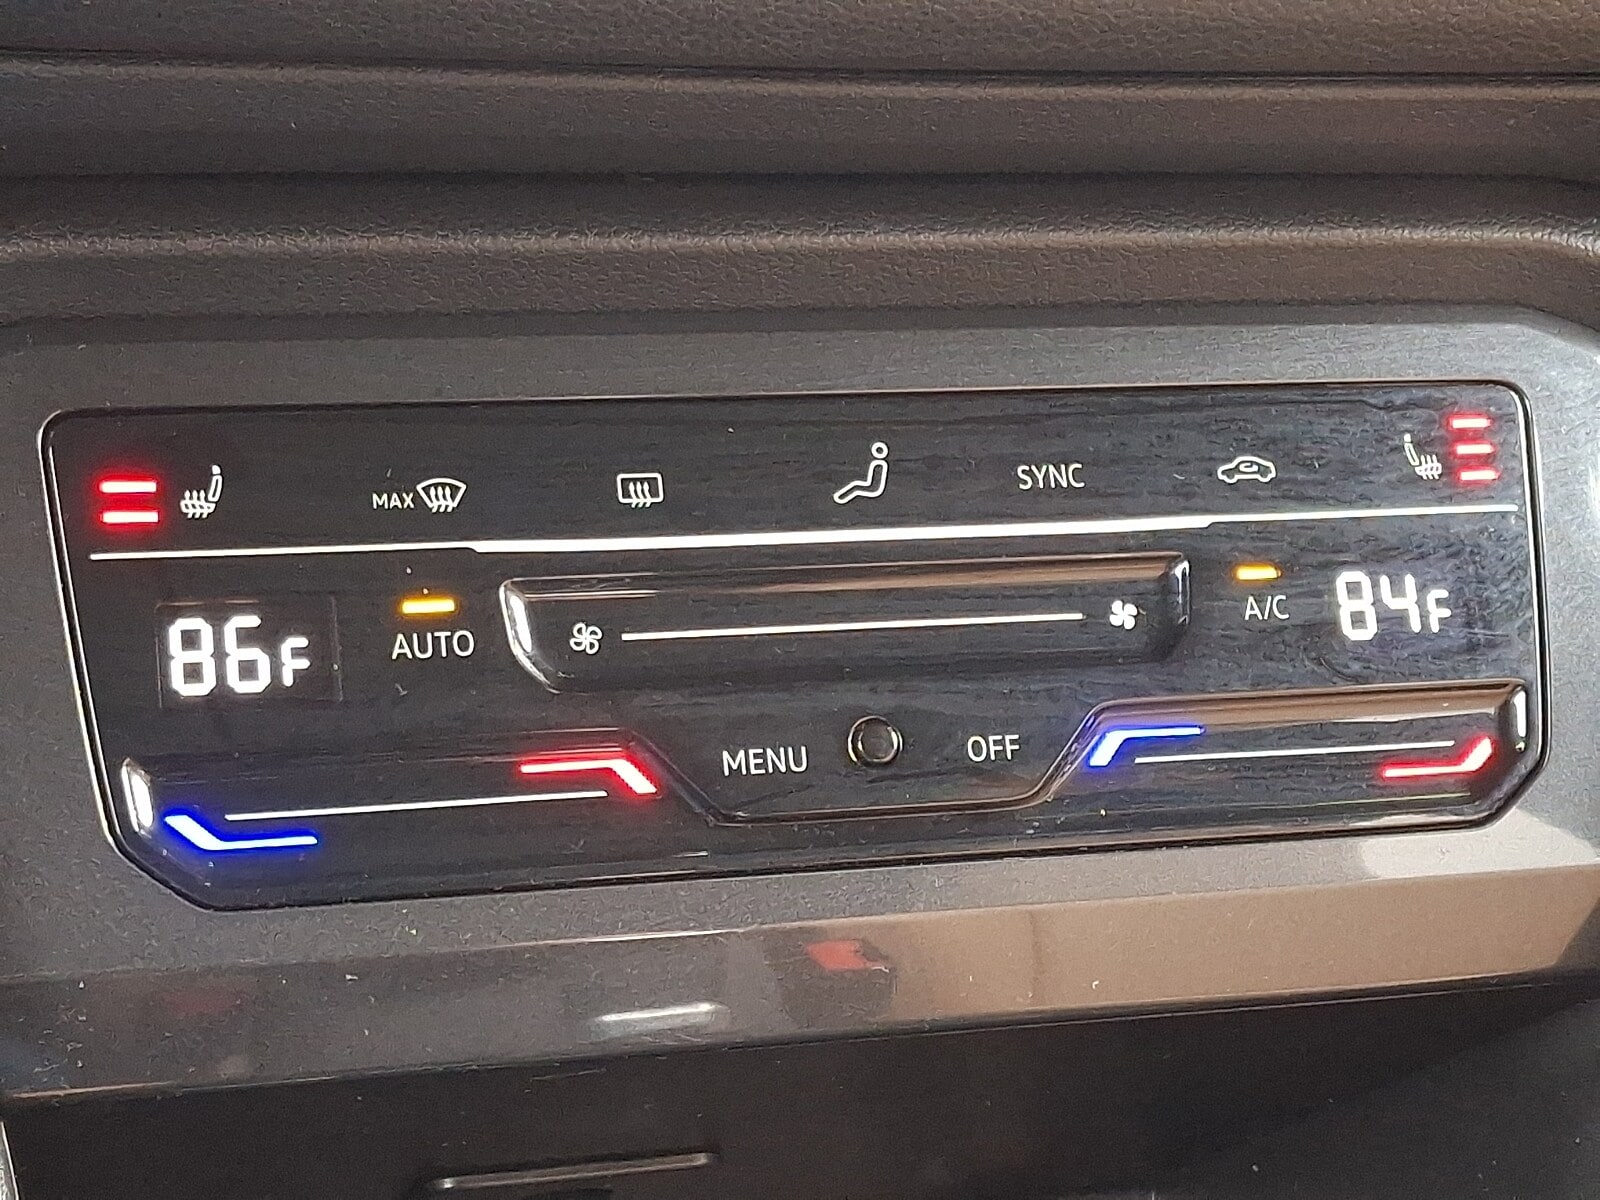 MAX
SYNC
86F
AUTO
A/C
84F
MENU
OFF